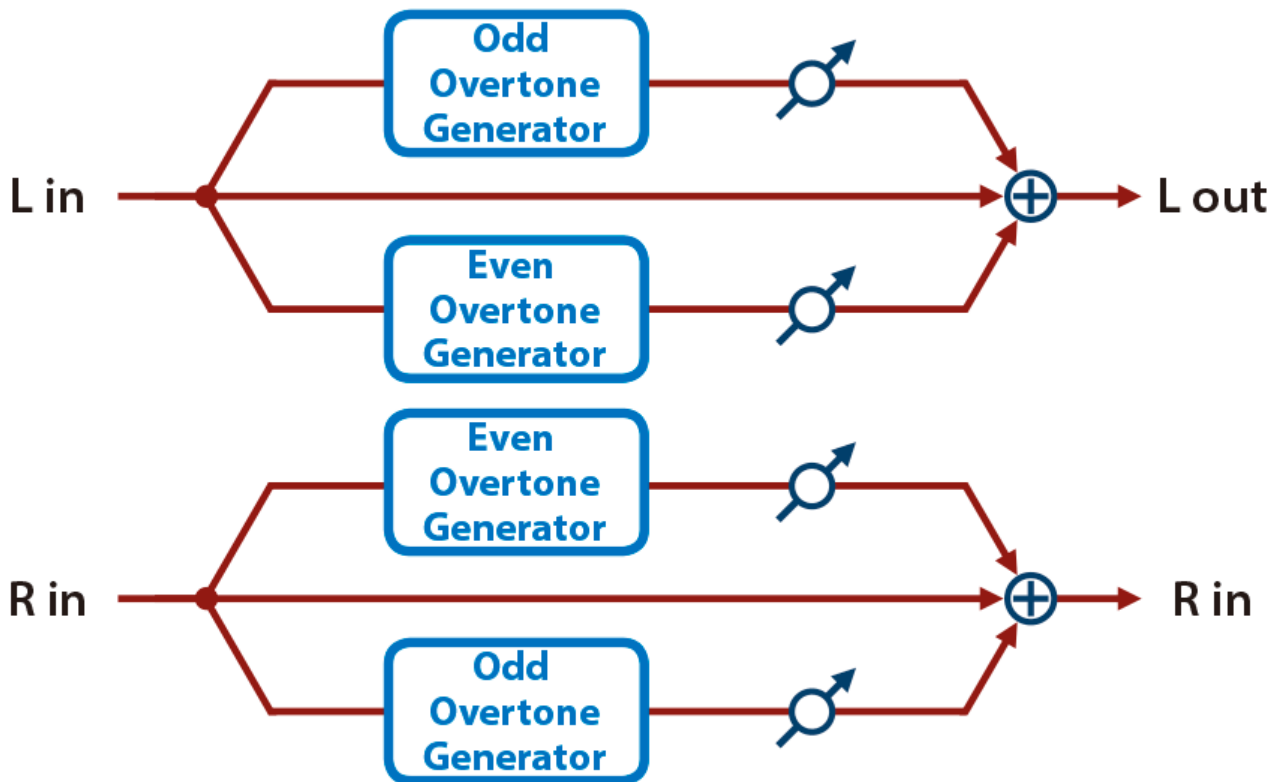 Odd
Overtone
Generator
L in
L out
Even
Overtone
Generator
Even
Overtone
Generator
R in
R in
Odd
Overtone
Generator